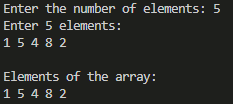 Enter the number of elements: 5
Enter 5 elements:
1 5 4 8 2
Elements of the array:
1 5 4 8 2